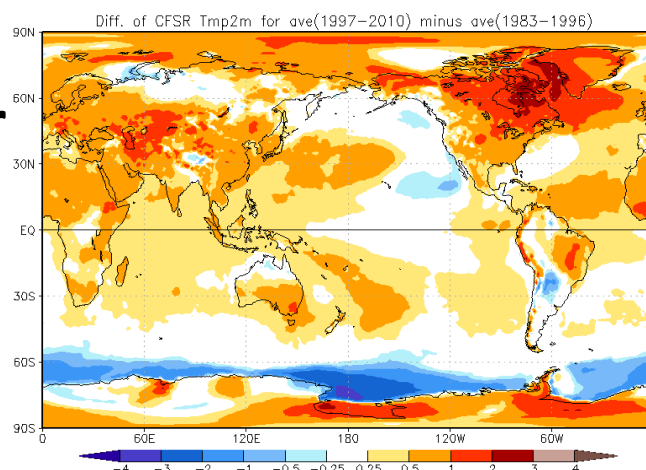 Diff. of CFSR Tmp2m for ave(1997-2010) minus ave(1983-1996)
90N
60N
30N
EQ
30S
60S
90S
0 60E 120E 180 120W 60W
-4 -3 -2 -1 -0.5 -0.25 0.25 0.5 1 2 3 4